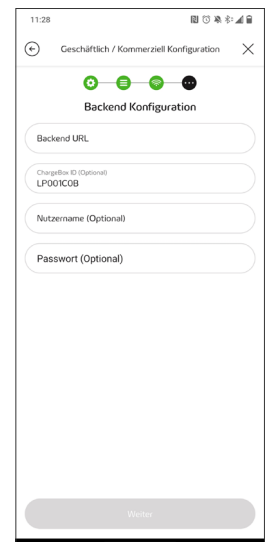 11:28
Geschäftlich / Kommerziell Konfiguration
Backend Konfiguration
Backend URL
ChargeBox ID (Optional)
LP001C0B
Nutzername (Optional)
Passwort (Optional)
Weiter